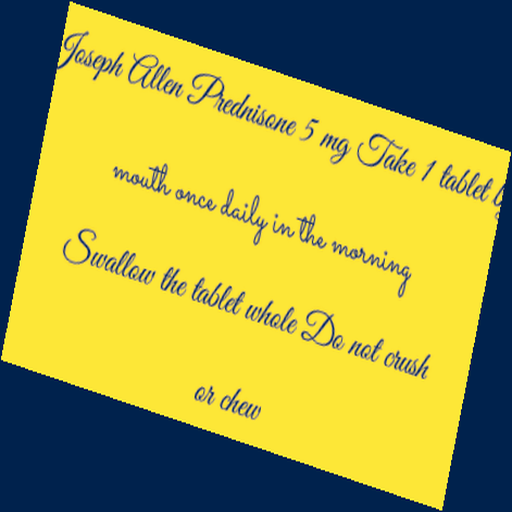 Joseph Allen Prednisone 5 mg Take 1 tablet
mouth once daily in the morning
Swallow the tablet whole Do not crush
or chew